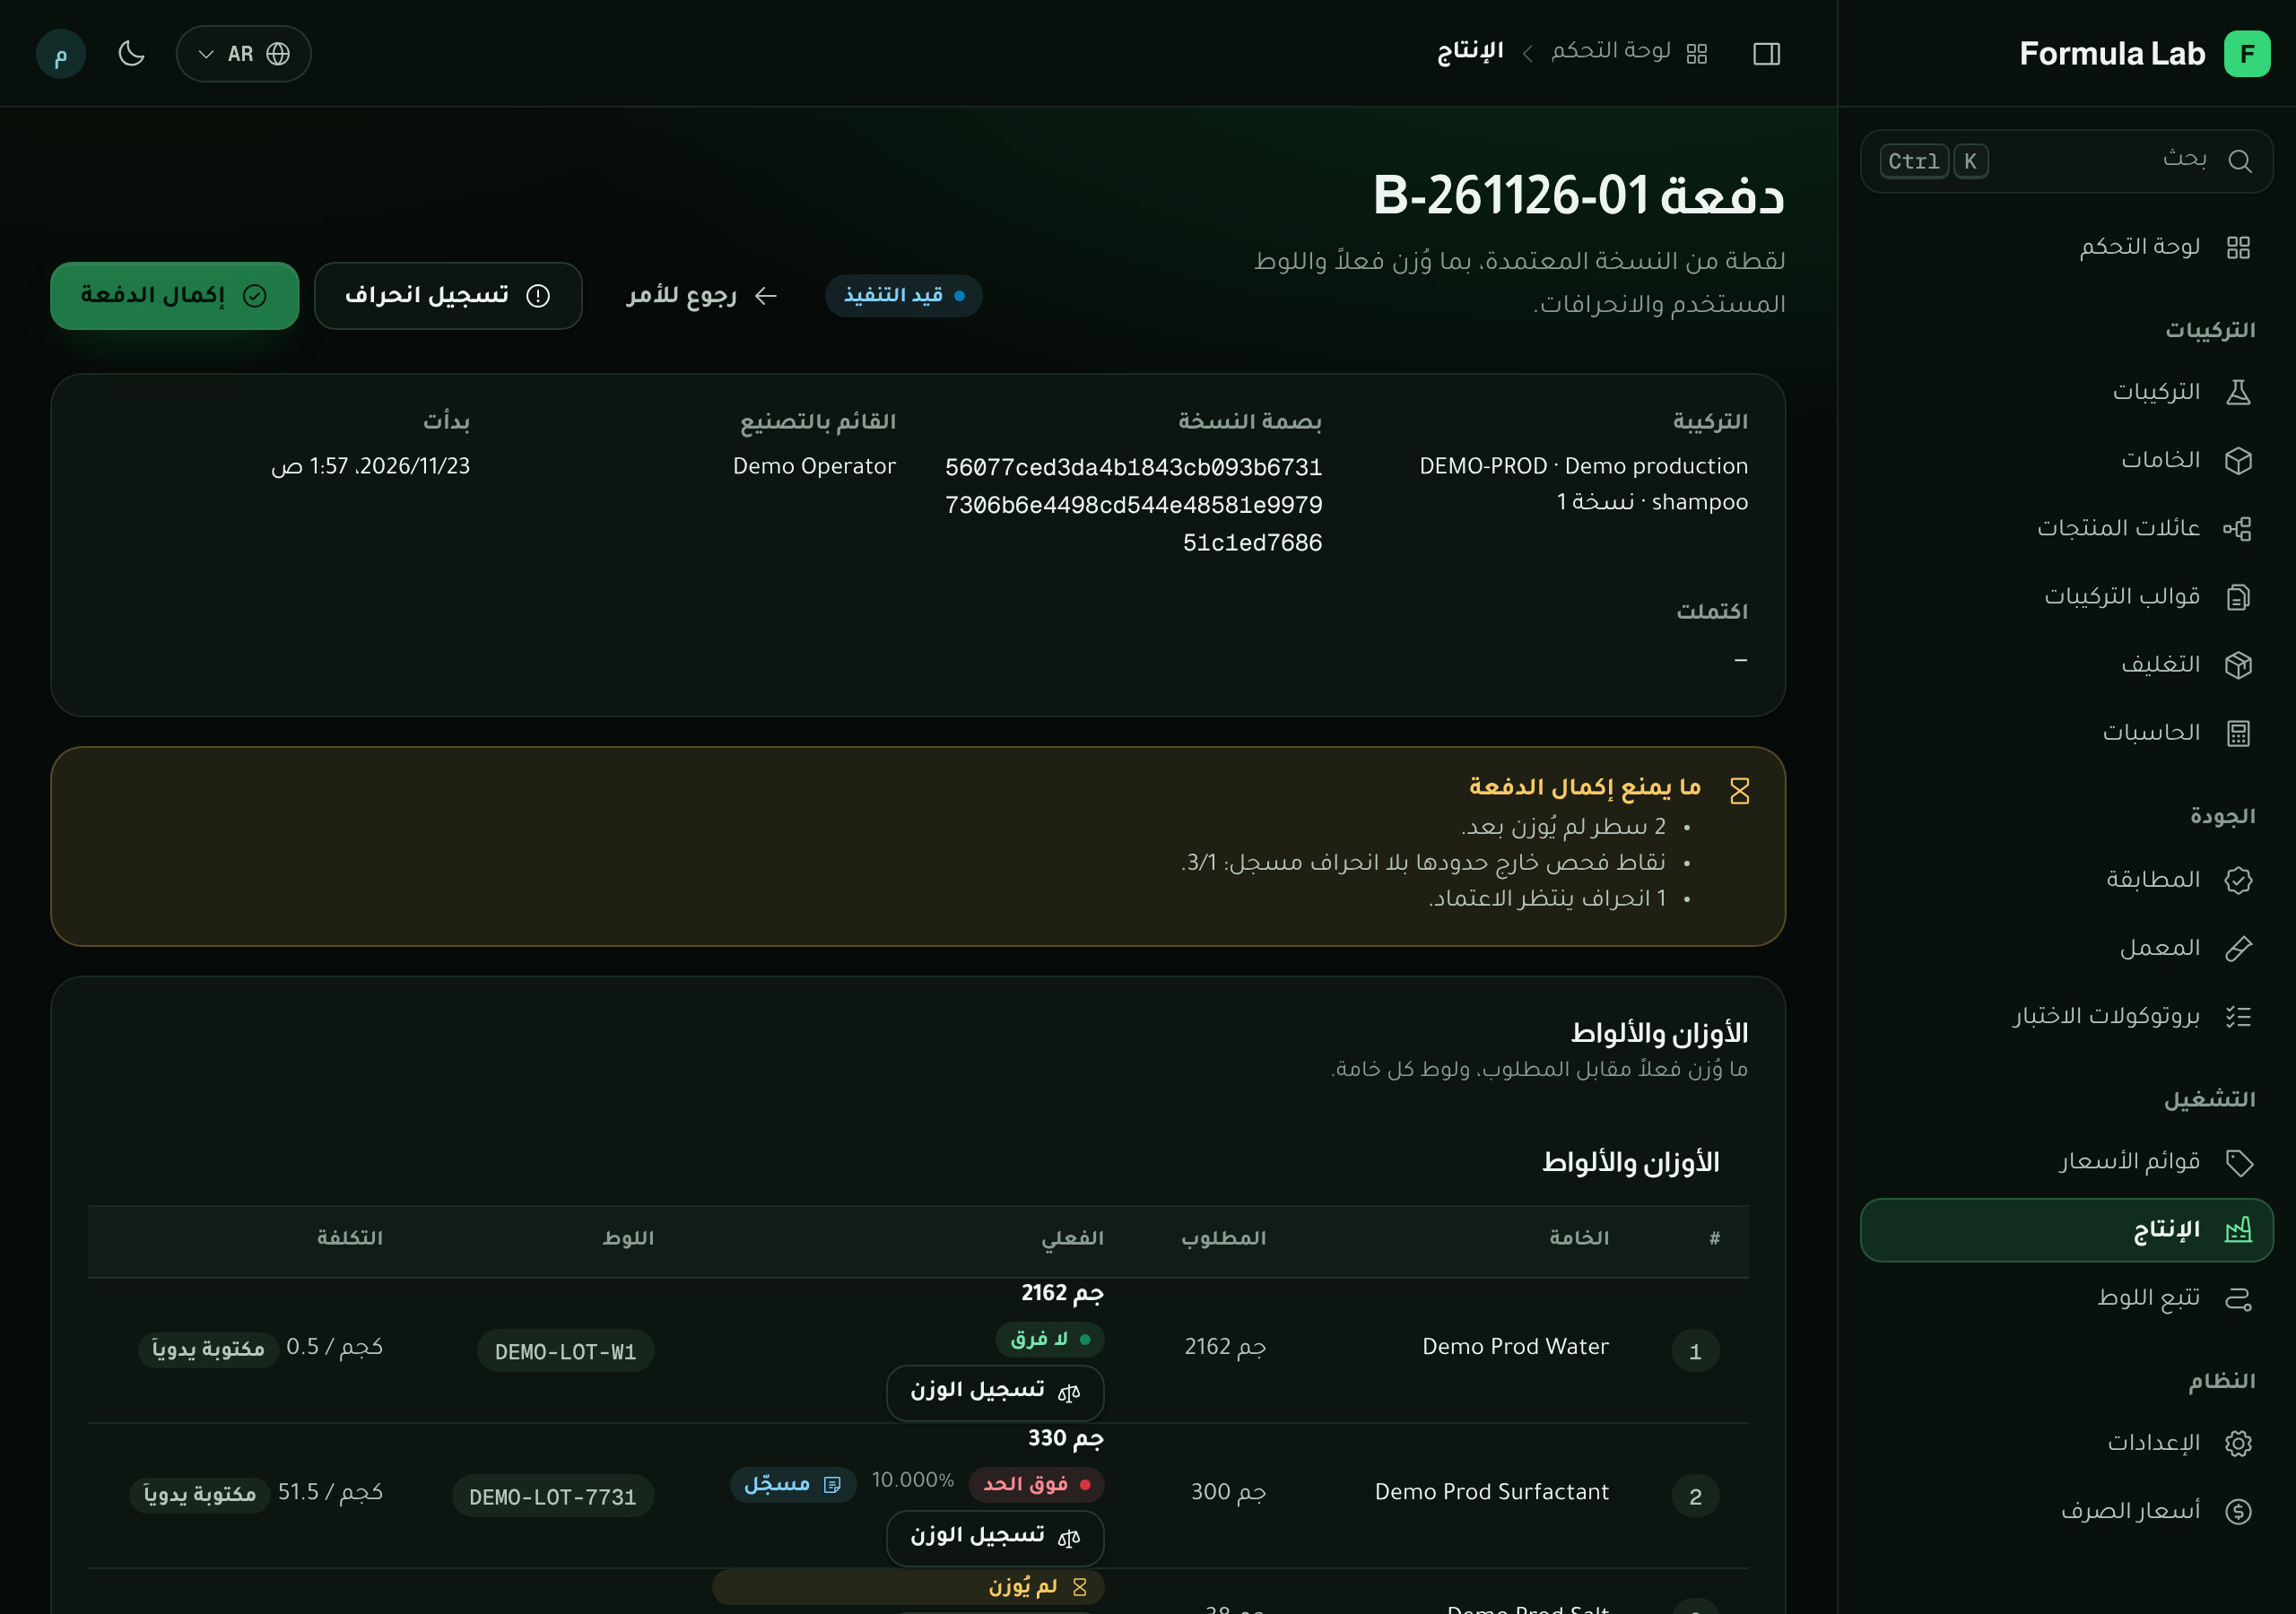 Formula Lab
F
بحث
Ctrl K
لوحة التحكم
التركيبات
التركيبات
الخامات
عائلات المنتجات
قوالب التركيبات
التغليف
الحاسبات
الجودة
المطابقة
المعمل
بروتوكولات الاختبار
التشغيل
قوائم الأسعار
الإنتاج
تتبع اللوط
النظام
الإعدادات
أسعار الصرف
لوحة التحكم
الإنتاج
AR
م
دفعة B-261126-01
لقطة من النسخة المعتمدة، بما وُزن فعلاً واللوط
المستخدم والانحرافات.
قيد التنفيذ
رجوع للأمر
تسجيل انحراف
إكمال الدفعة
التركيبة
DEMO-PROD · Demo production
shampoo · نسخة 1
بصمة النسخة
56077ced3da4b1843cb093b6731
7306b6e4498cd544e48581e9979
51c1ed7686
القائم بالتصنيع
Demo Operator
بدأت
2026/11/23، 1:57 ص
اكتملت
–
ما يمنع إكمال الدفعة
• 2 سطر لم يُوزن بعد.
• نقاط فحص خارج حدودها بلا انحراف مسجل: 3/1.
• 1 انحراف ينتظر الاعتماد.
الأوزان والألواط
ما وُزن فعلاً مقابل المطلوب، ولوط كل خامة.
الأوزان والألواط
# الخامة المطلوب الفعلي اللوط التكلفة
1 Demo Prod Water
جم 2162
جم 2162
لا فرق
تسجيل الوزن
DEMO-LOT-W1
كجم / 0.5 مكتوبة يدوياً
2 Demo Prod Surfactant
جم 300
جم 330
فوق الحد 10.000% مسجّل
تسجيل الوزن
DEMO-LOT-7731
كجم / 51.5 مكتوبة يدوياً
Demo Prod Salt
جم 38
لم يُوزن